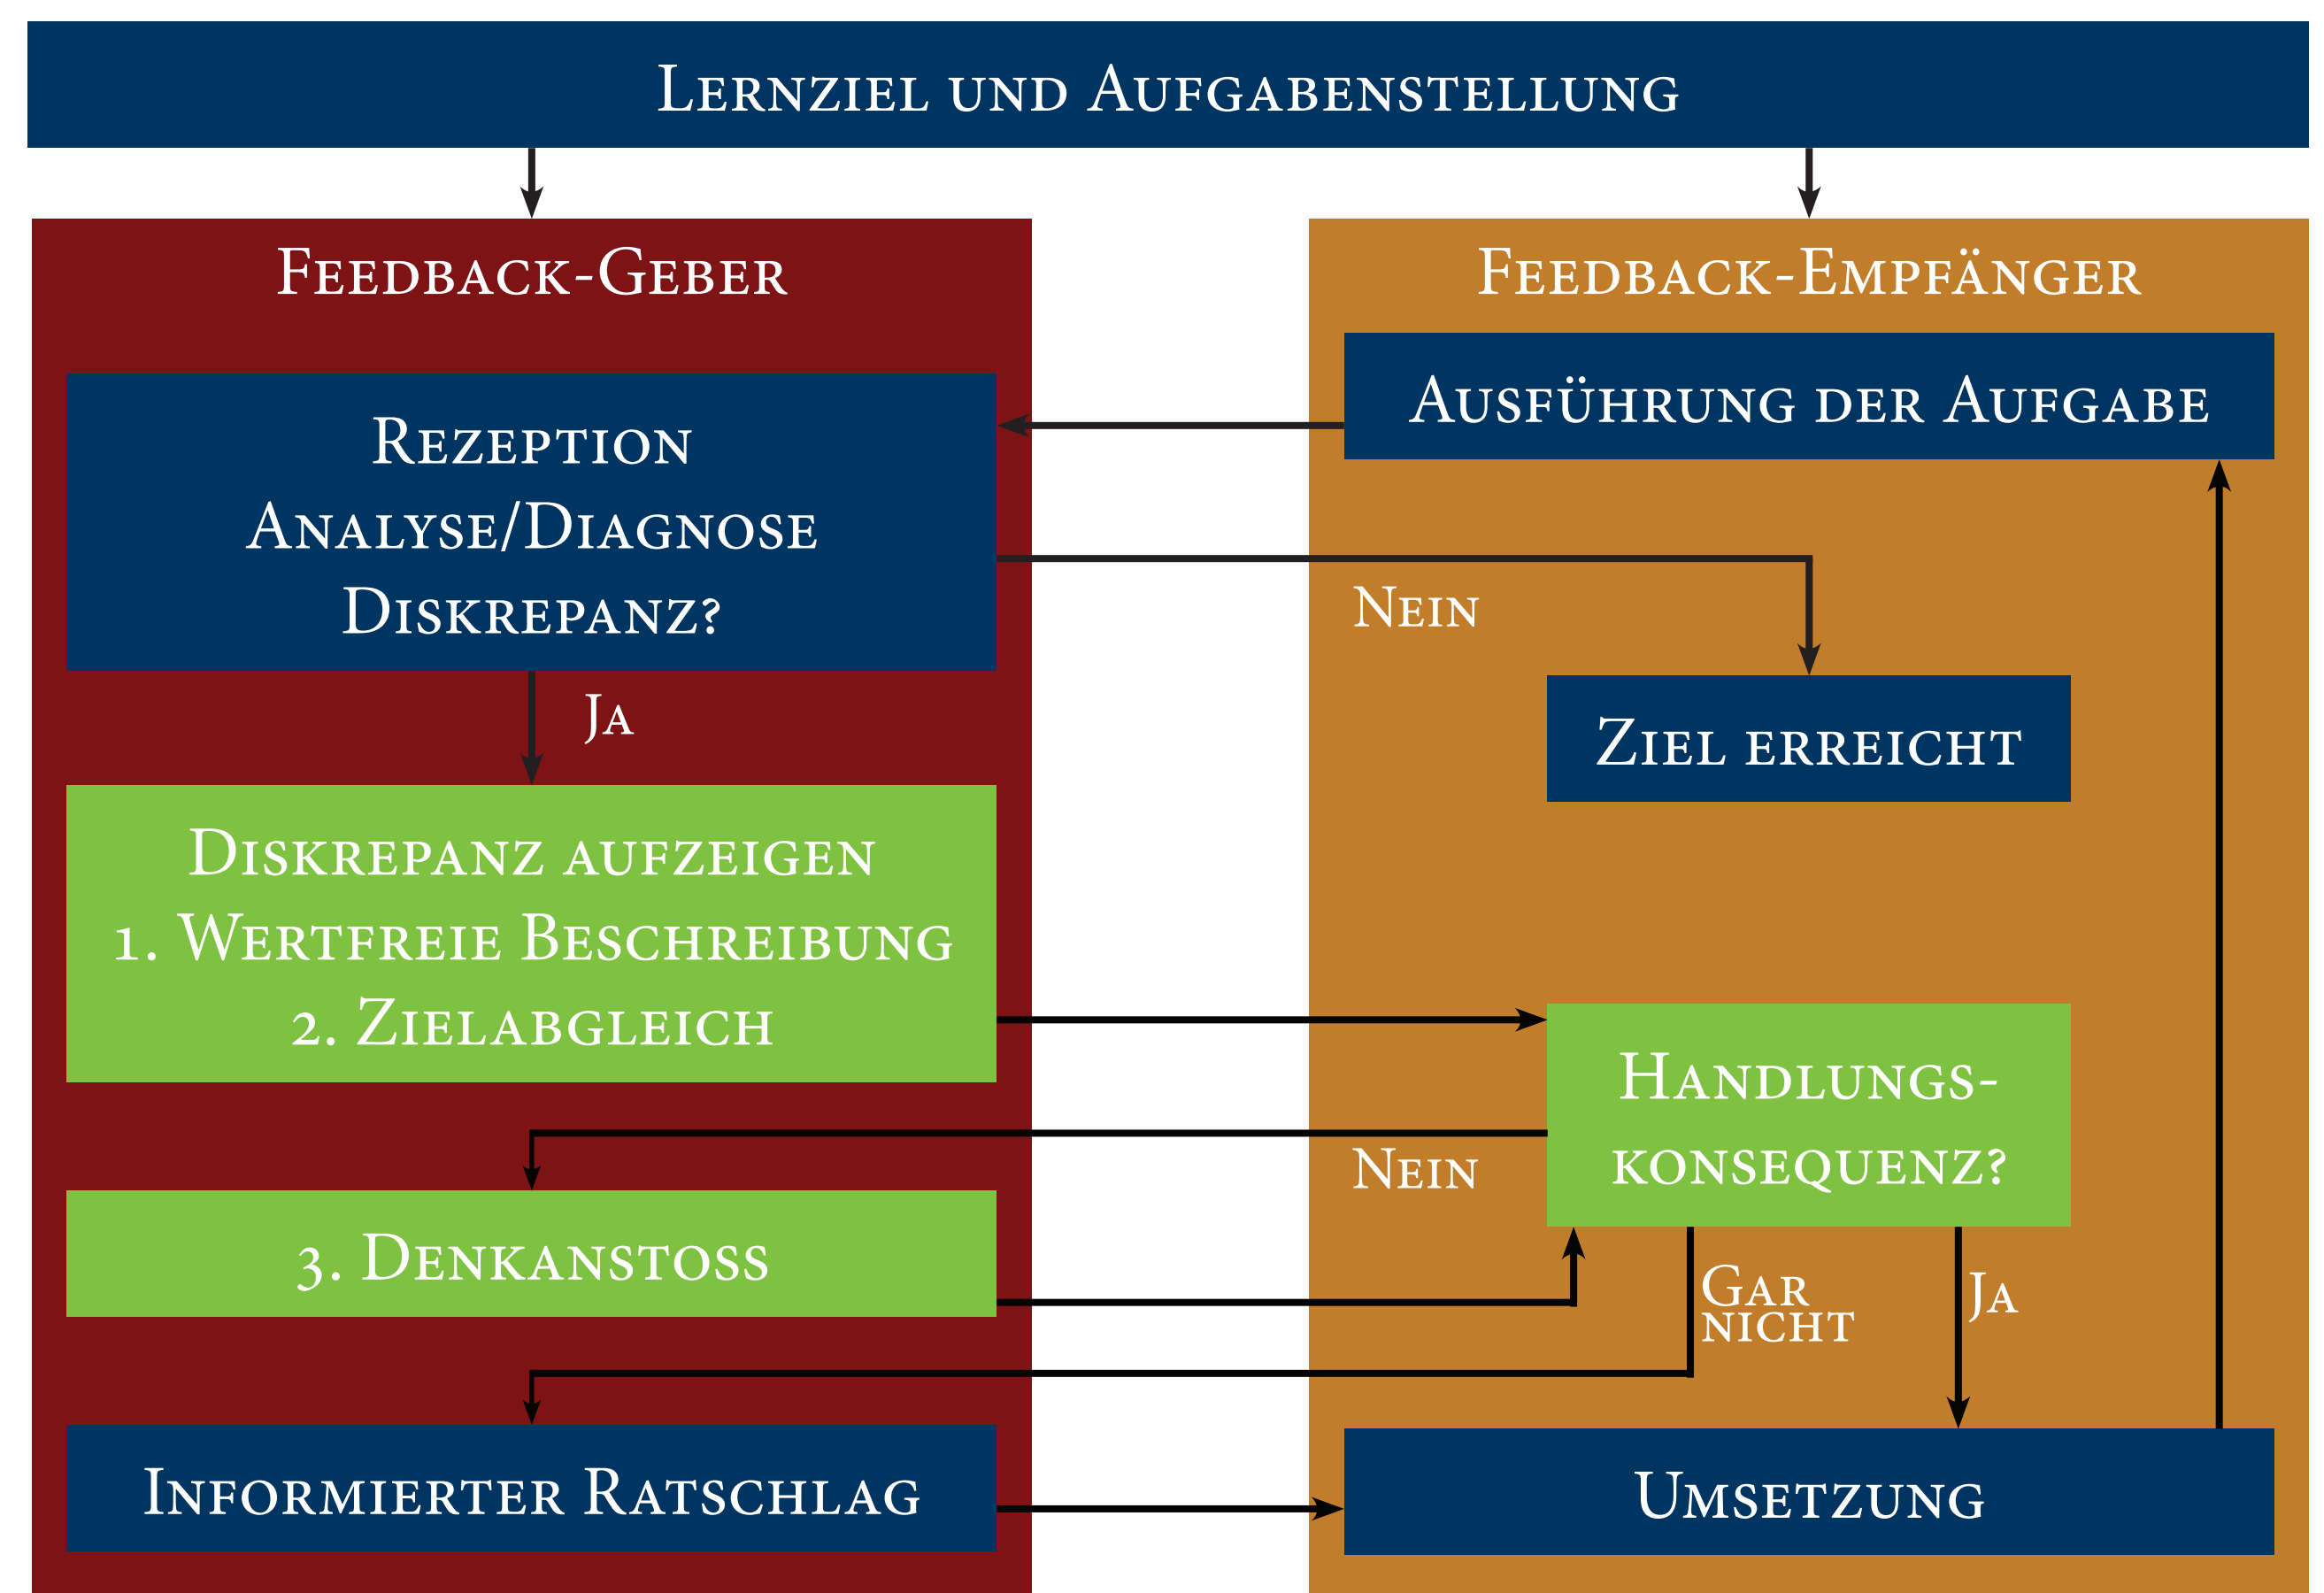 Lernziel und Aufgabenstellung
Feedback-Geber
Rezeption
Analyse/Diagnose
Diskrepanz?
Ja
Diskrepanz aufzeigen
1. Wertfreie Beschreibung
2. Zielabgleich
3. Denkanstoss
Informierter Ratschlag
Feedback-Empfänger
Ausführung der Aufgabe
Nein
Ziel erreicht
Handlungs-
konsequenz?
Nein
Gar
nicht
Ja
Umsetzung